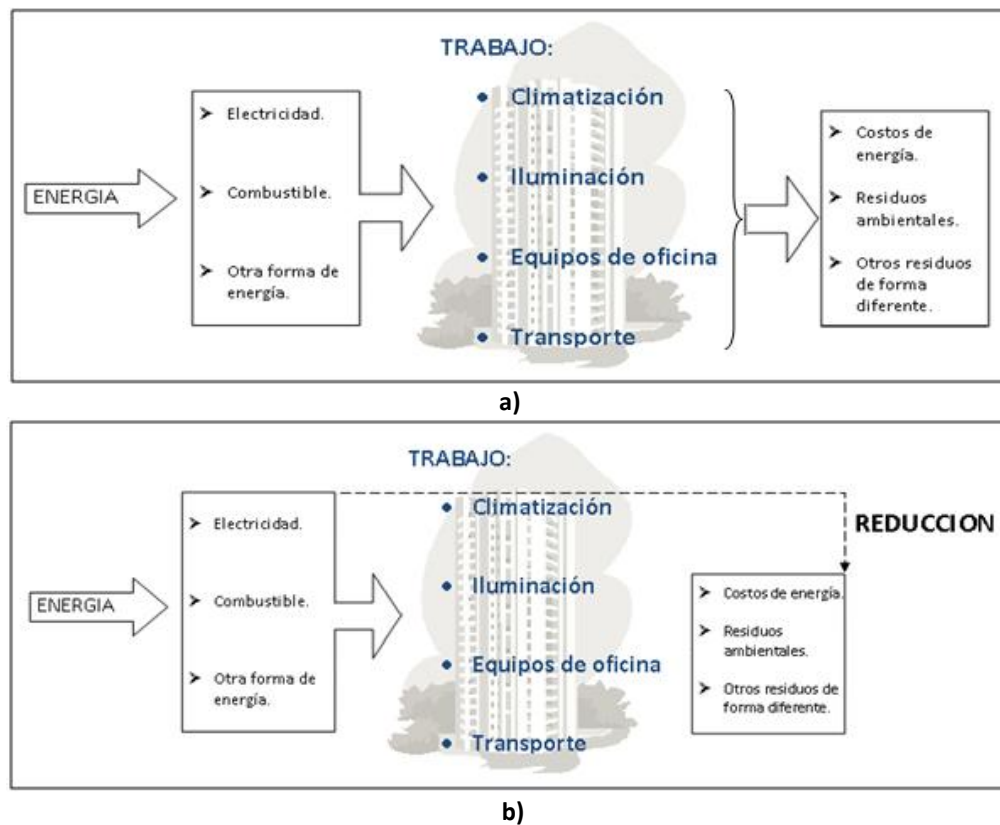 TRABAJO:
ENERGIA
➤ Electricidad.
➤ Combustible.
➤ Otra forma de
energía.
• Climatización
• Iluminación
• Equipos de oficina
• Transporte
➤ Costos de
energía.
➤ Residuos
ambientales.
➤ Otros residuos
de forma
diferente.
a)
TRABAJO:
ENERGIA
➤ Electricidad.
➤ Combustible.
➤ Otra forma de
energía.
• Climatización
• Iluminación
• Equipos de oficina
• Transporte
REDUCCION
➤ Costos de energía.
➤ Residuos
ambientales.
➤ Otros residuos de
forma diferente.
b)